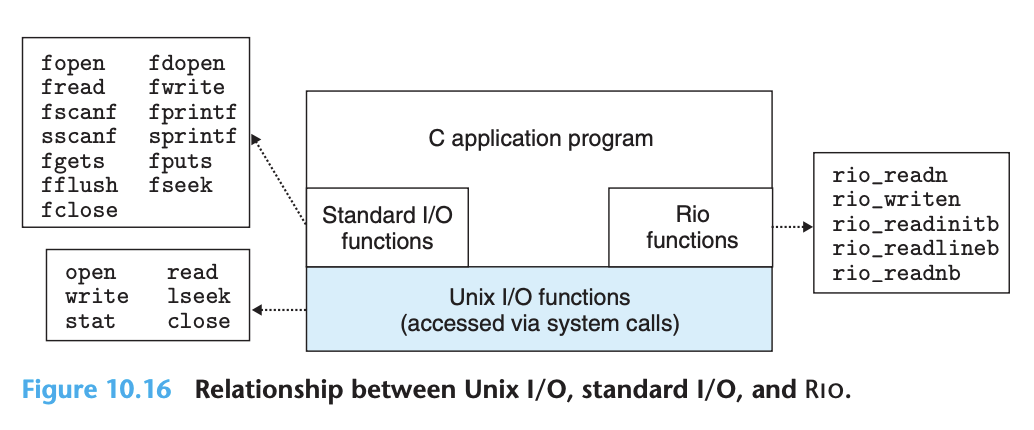 fopen fdopen
fread fwrite
fscanf fprintf
sscanf sprintf
fgets fputs
fflush fseek
fclose
C application program
Standard I/O
functions
Rio
functions
rio_readn
rio_writen
rio_readinitb
rio_readlineb
rio_readnb
open read
write lseek
stat close
Unix I/O functions
(accessed via system calls)
Figure 10.16 Relationship between Unix I/O, standard I/O, and RIO.